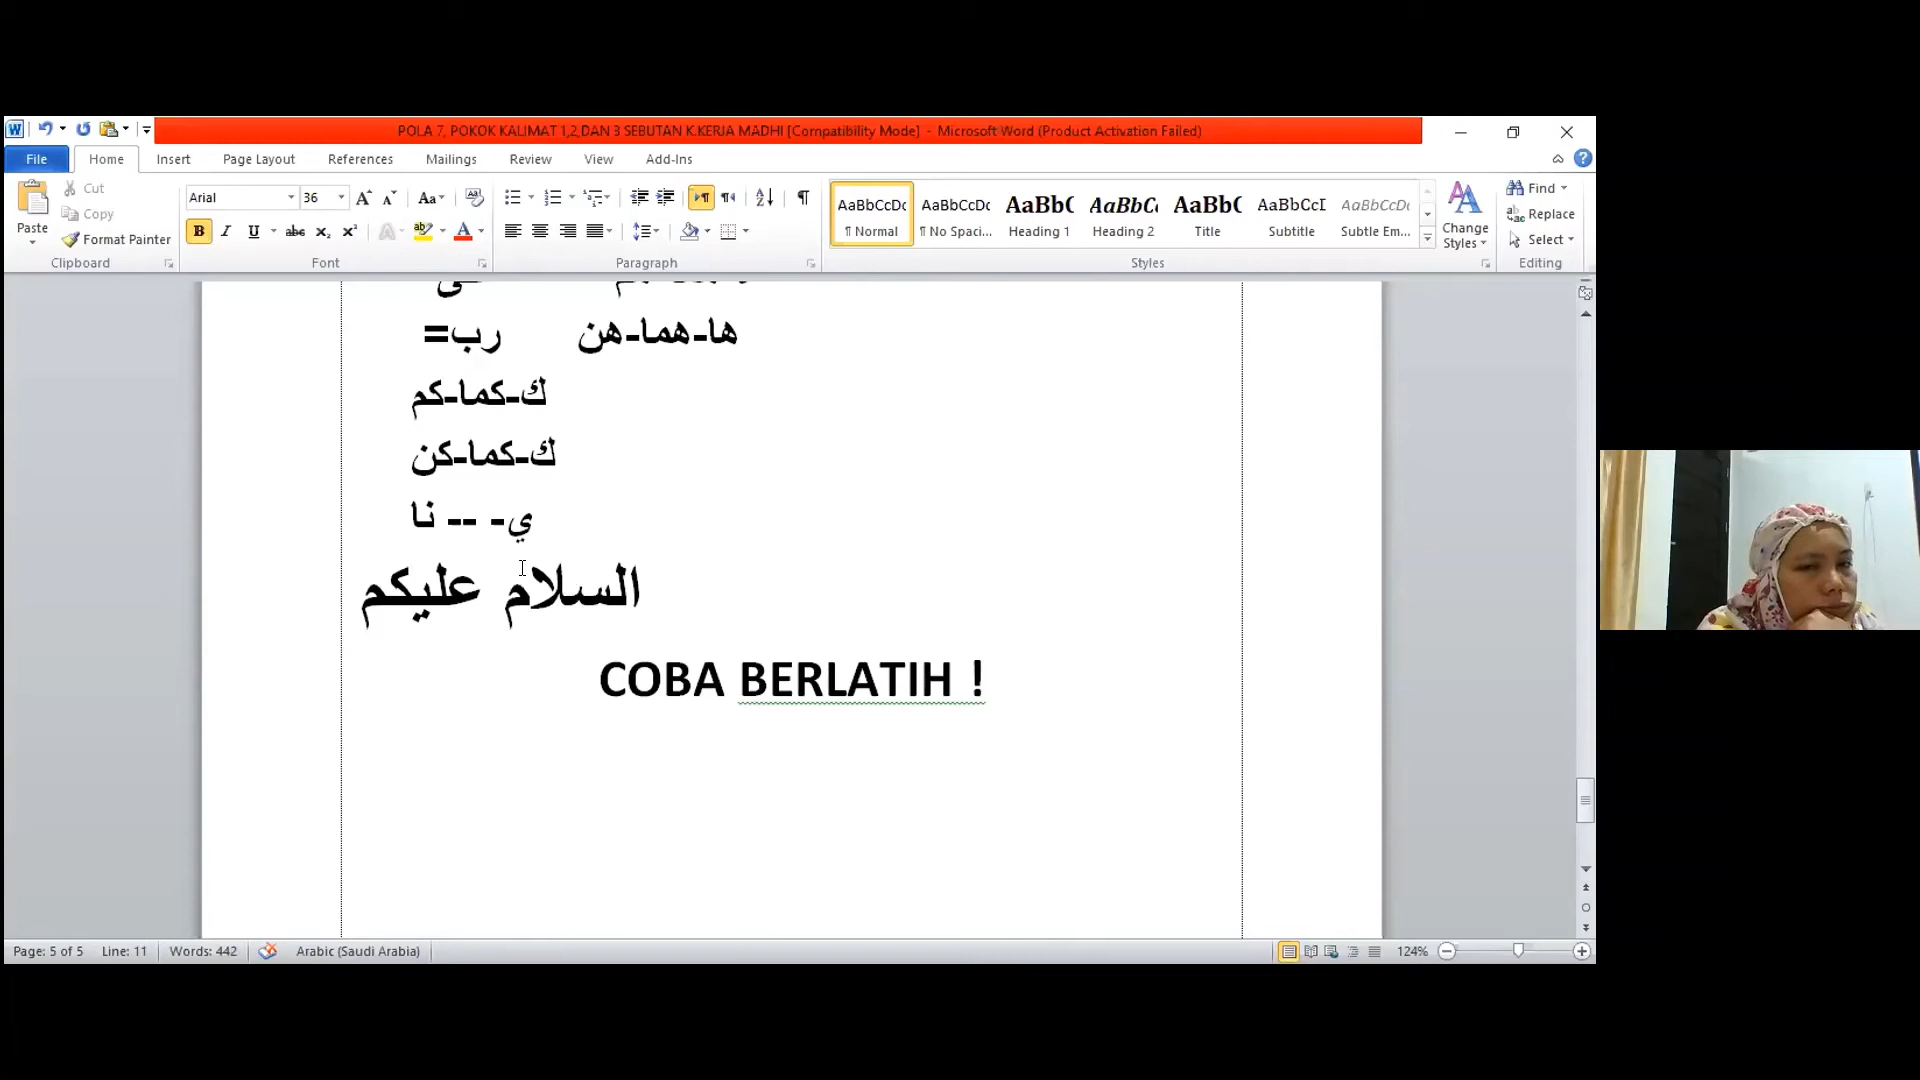 POLA 7, POKOK KALIMAT 1,2,DAN 3 SEBUTAN K.KERJA MADHI [Compatibility Mode] - Microsoft Word (Product Activation Failed)
File Home Insert Page Layout References Mailings Review View Add-Ins
Cut
Copy
Format Painter
Paste
Clipboard
Arial 36
Font
Paragraph
AaBbCcDc AaBbCcDc AaBbC AaBbC AaBbC AaBbCcI AaBbCcDc
¶ Normal ¶ No Spaci... Heading 1 Heading 2 Title Subtitle Subtle Em...
Change Styles
Styles
Find
Replace
Select
Editing
ها-هما-هن رب=
ك-كما-كم
ك-كما-كن
ي- -- نا
السلام عليكم
COBA BERLATIH !
Page: 5 of 5 Line: 11 Words: 442 Arabic (Saudi Arabia) 124%